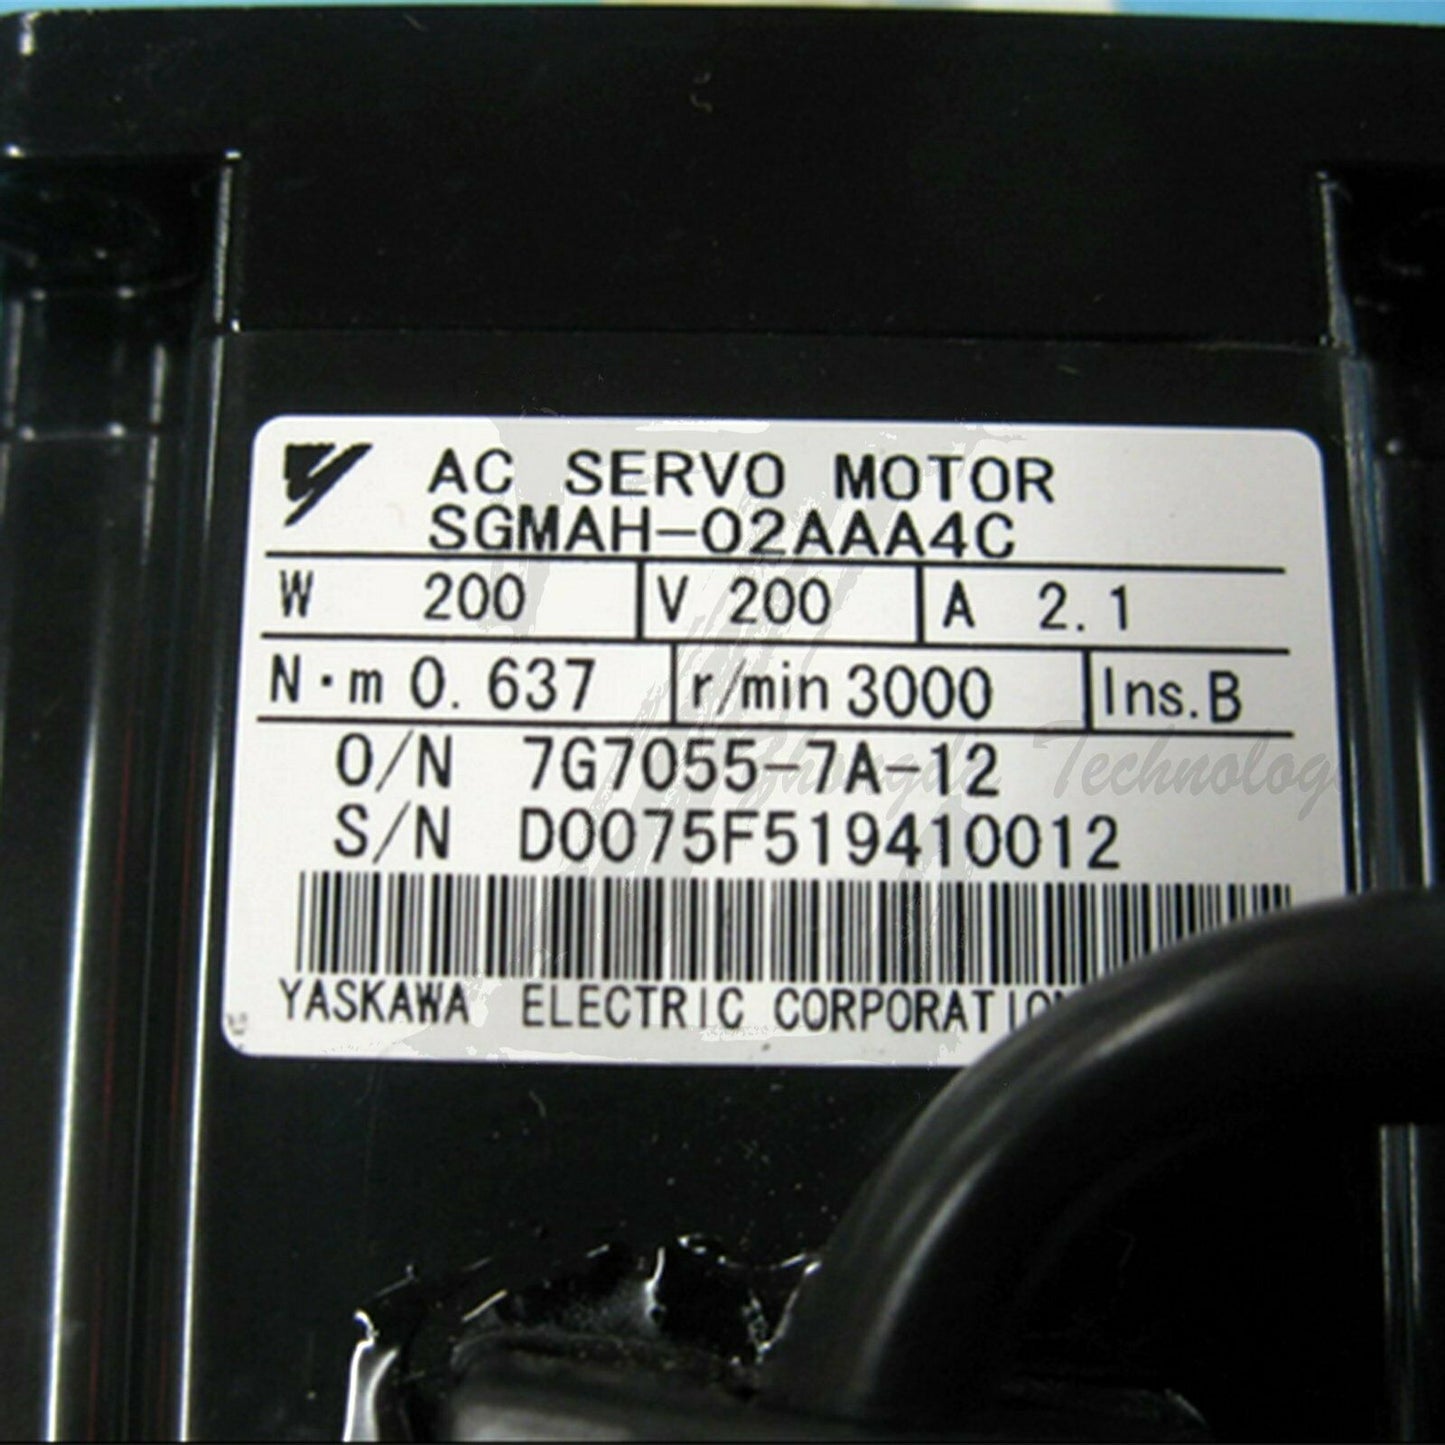 AC SERVO MOTOR
SGMAH-02AAA4C
W 200 V 200 A 2.1
N·m 0.637 r/min 3000 Ins.B
O/N 7G7055-7A-12
Technolog
S/N D0075F519410012
YASKAWA ELECTRIC CORPORATION